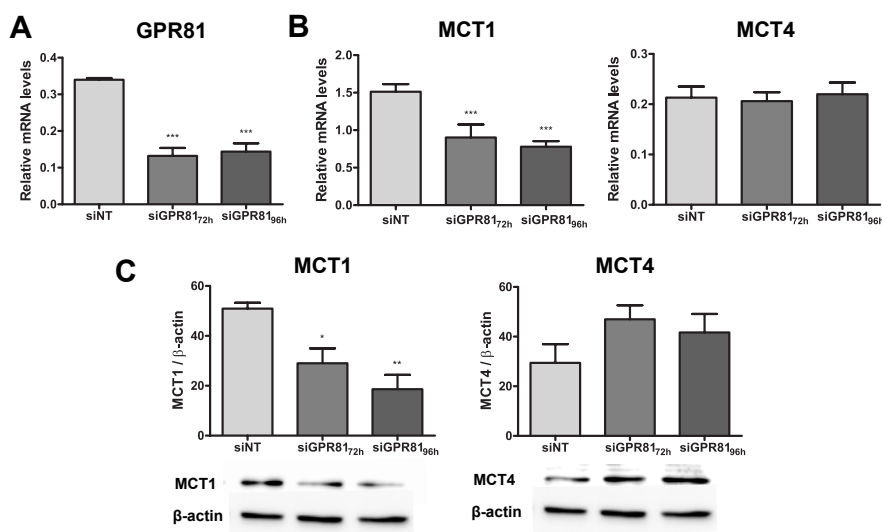 A
GPR81
Relative mRNA levels
0.4
0.3
0.2
0.1
0.0
***
***
siNT
siGPR81₇₂ₕ
siGPR81₉₆ₕ
B
MCT1
Relative mRNA levels
1.5
1.0
0.5
0.0
2.0
***
***
siNT
siGPR81₇₂ₕ
siGPR81₉₆ₕ
MCT4
Relative mRNA levels
0.3
0.2
0.1
0.0
siNT
siGPR81₇₂ₕ
siGPR81₉₆ₕ
C
MCT1
MCT1 / β-actin
60
40
20
0
*
**
siNT
siGPR81₇₂ₕ
siGPR81₉₆ₕ
MCT1
β-actin
MCT4
MCT4 / β-actin
60
40
20
0
siNT
siGPR81₇₂ₕ
siGPR81₉₆ₕ
MCT4
β-actin